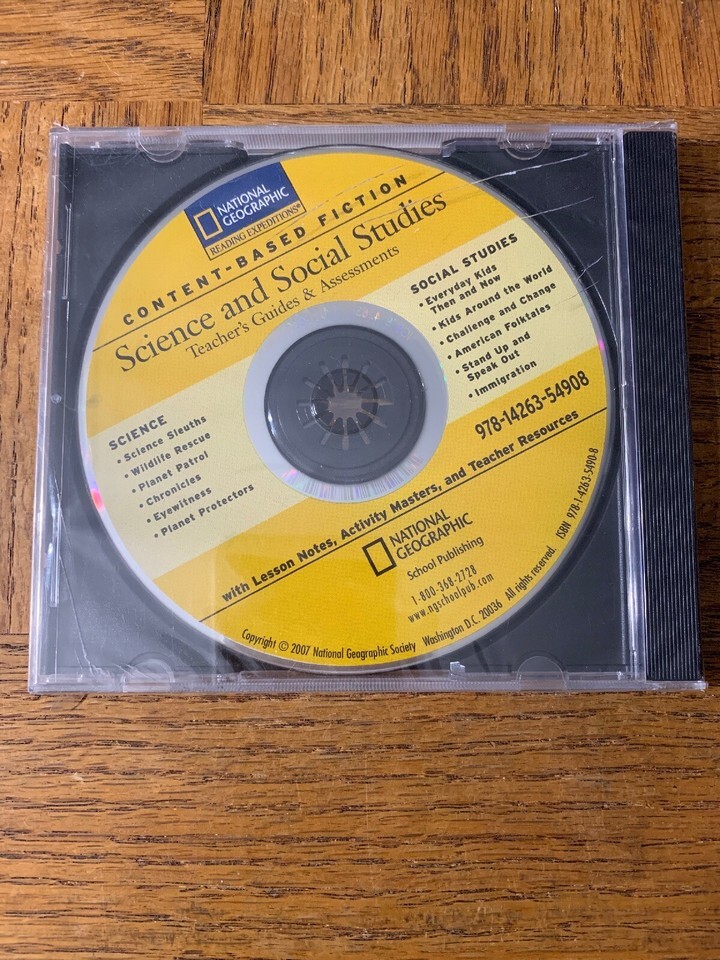 NATIONAL
GEOGRAPHIC
READING EXPEDITIONS®
CONTENT-BASED FICTION
Science and Social Studies
Teacher's Guides & Assessments
SCIENCE
• Science Sleuths
• Wildlife Rescue
• Planet Patrol
• Chronicles
• Eyewitness
• Planet Protectors
SOCIAL STUDIES
• Everyday Kids
Then and Now
• Kids Around the World
• Challenge and Change
• American Folktales
• Stand Up and
Speak Out
• Immigration
978-14263-54908
with Lesson Notes, Activity Masters, and Teacher Resources
NATIONAL
GEOGRAPHIC
School Publishing
1-800-368-2728
www.ngschoolpub.com
Copyright © 2007 National Geographic Society Washington D.C. 20036 All rights reserved. ISBN 978-1-4263-5490-8